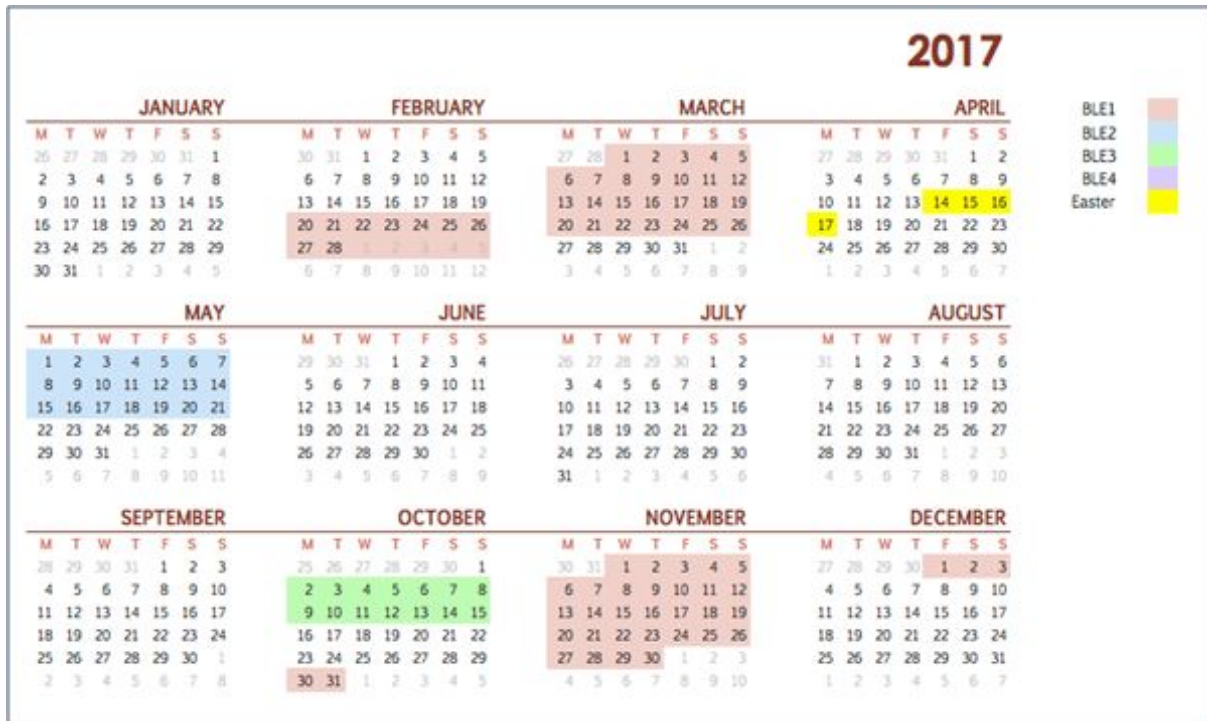 2017
JANUARY FEBRUARY MARCH APRIL BLE1
M T W T F S S M T W T F S S M T W T F S S M T W T F S S BLE2
26 27 28 29 30 31 1 30 31 1 2 3 4 5 27 28 1 2 3 4 5 27 28 29 30 31 1 2 BLE3
2 3 4 5 6 7 8 6 7 8 9 10 11 12 6 7 8 9 10 11 12 3 4 5 6 7 8 9 BLE4
9 10 11 12 13 14 15 13 14 15 16 17 18 19 13 14 15 16 17 18 19 10 11 12 13 14 15 16 Easter
16 17 18 19 20 21 22 20 21 22 23 24 25 26 20 21 22 23 24 25 26 17 18 19 20 21 22 23
23 24 25 26 27 28 29 27 28 1 2 3 4 5 27 28 29 30 31 1 2 24 25 26 27 28 29 30
30 31 1 2 3 4 5 6 7 8 9 10 11 12 3 4 5 6 7 8 9 1 2 3 4 5 6 7
MAY JUNE JULY AUGUST
M T W T F S S M T W T F S S M T W T F S S M T W T F S S
1 2 3 4 5 6 7 29 30 31 1 2 3 4 26 27 28 29 30 1 2 31 1 2 3 4 5 6
8 9 10 11 12 13 14 5 6 7 8 9 10 11 3 4 5 6 7 8 9 7 8 9 10 11 12 13
15 16 17 18 19 20 21 12 13 14 15 16 17 18 10 11 12 13 14 15 16 14 15 16 17 18 19 20
22 23 24 25 26 27 28 19 20 21 22 23 24 25 17 18 19 20 21 22 23 21 22 23 24 25 26 27
29 30 31 1 2 3 4 26 27 28 29 30 1 2 24 25 26 27 28 29 30 28 29 30 31 1 2 3
5 6 7 8 9 10 11 3 4 5 6 7 8 9 31 1 2 3 4 5 6 4 5 6 7 8 9 10
SEPTEMBER OCTOBER NOVEMBER DECEMBER
M T W T F S S M T W T F S S M T W T F S S M T W T F S S
28 29 30 31 1 2 3 25 26 27 28 29 30 1 30 31 1 2 3 4 5 27 28 29 30 1 2 3
4 5 6 7 8 9 10 2 3 4 5 6 7 8 6 7 8 9 10 11 12 4 5 6 7 8 9 10
11 12 13 14 15 16 17 9 10 11 12 13 14 15 13 14 15 16 17 18 19 11 12 13 14 15 16 17
18 19 20 21 22 23 24 16 17 18 19 20 21 22 20 21 22 23 24 25 26 18 19 20 21 22 23 24
25 26 27 28 29 30 1 23 24 25 26 27 28 29 27 28 29 30 1 2 3 25 26 27 28 29 30 31
2 3 4 5 6 7 8 30 31 1 2 3 4 5 4 5 6 7 8 9 10 1 2 3 4 5 6 7